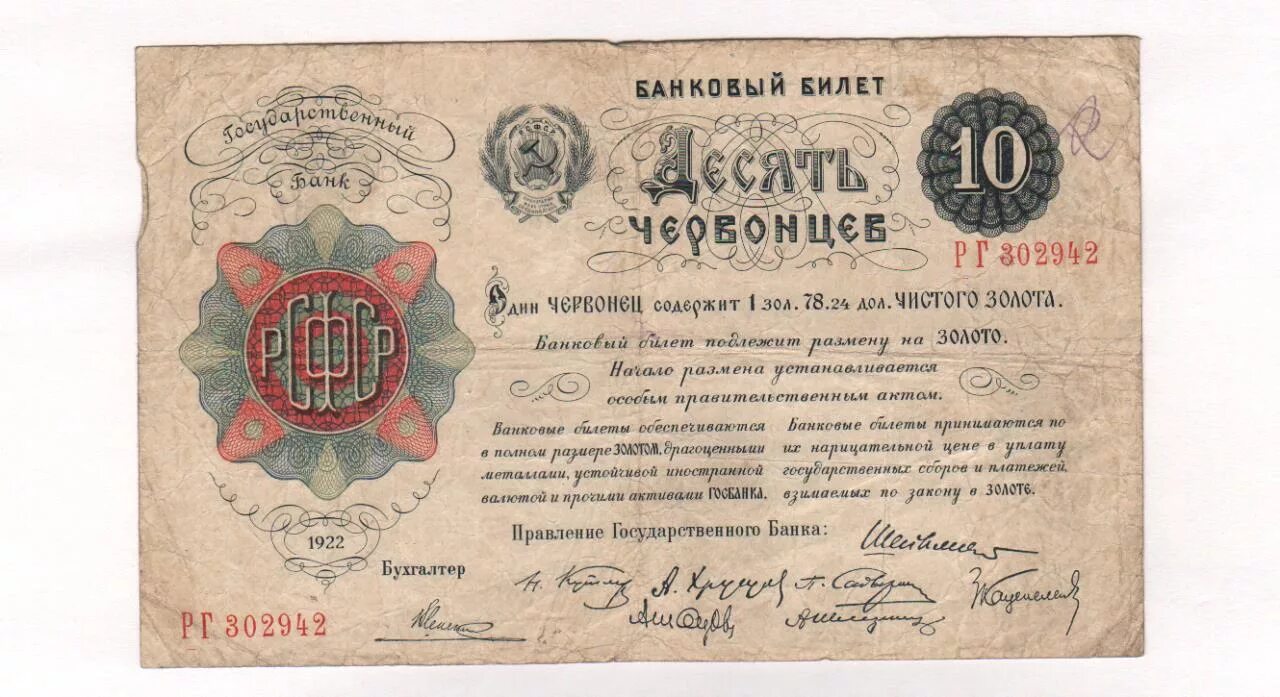 Государственный
Банк
РСФСР
БАНКОВЫЙ БИЛЕТ
ДЕСЯТЬ
ЧЕРВОНЦЕВ
10
РГ 302942
Один ЧЕРВОНЕЦ содержит 1 зол. 78.24 дол. ЧИСТОГО ЗОЛОТА.
Банковый билет подлежит размену на ЗОЛОТО.
Начало размена устанавливается
особым правительственным актом.
Банковые билеты обеспечиваются
в полном размере ЗОЛОТОМ, драгоценными
металлами, устойчивой иностранной
валютой и прочими активами ГОСБАНКА.
Банковые билеты принимаются по
их нарицательной цене в уплату
государственных сборов и платежей,
взимаемых по закону в ЗОЛОТЕ.
Правление Государственного Банка:
1922
Бухгалтер
РГ 302942
РСФСР